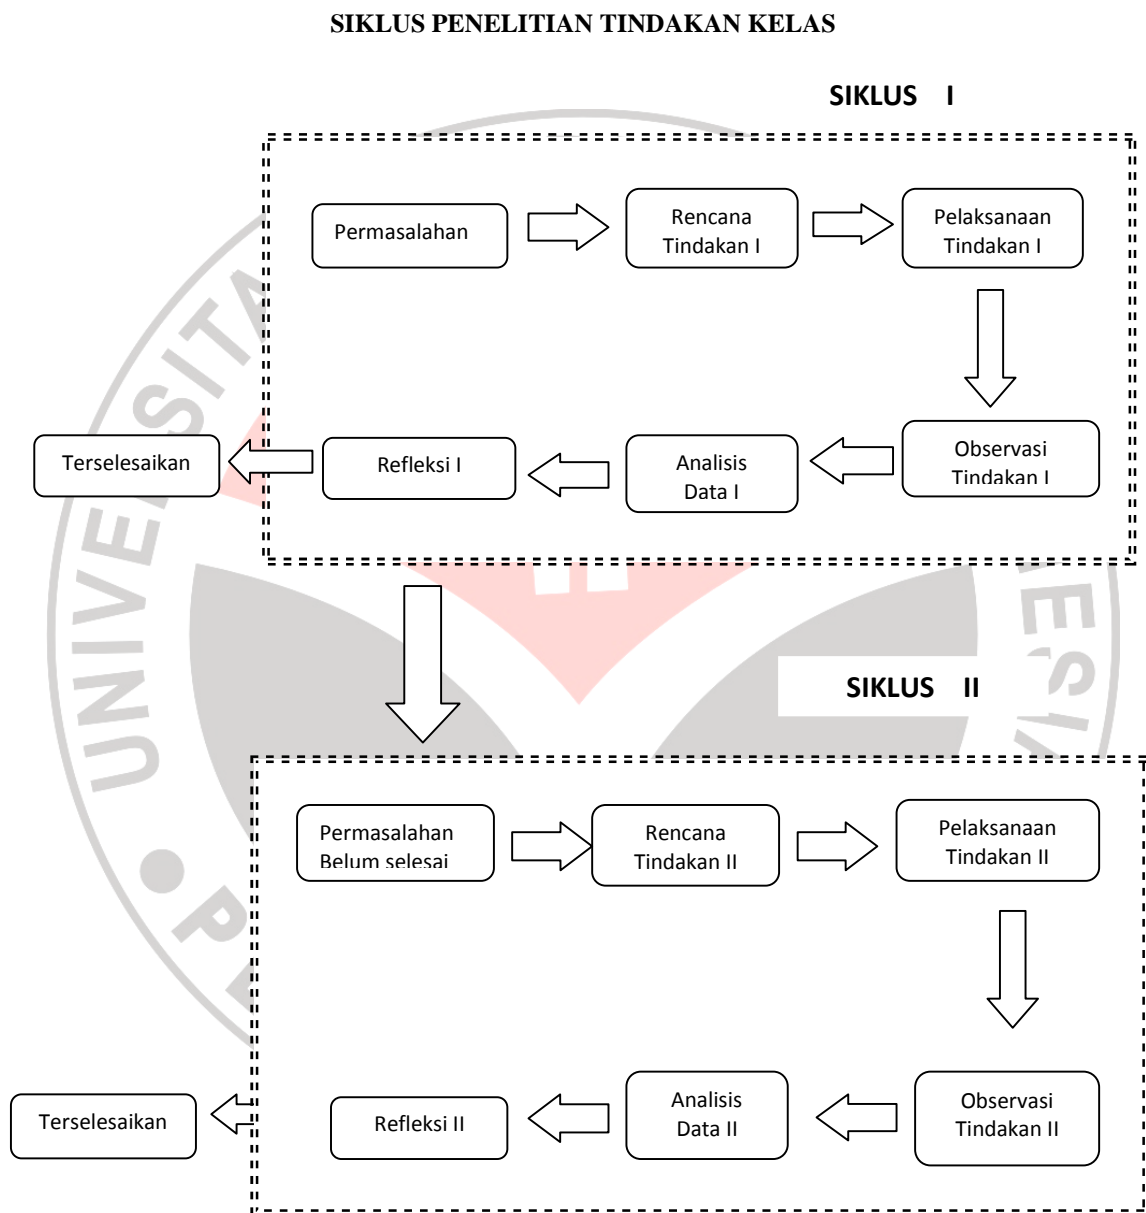 SIKLUS PENELITIAN TINDAKAN KELAS
SIKLUS I
Permasalahan
Rencana
Tindakan I
Pelaksanaan
Tindakan I
Terselesaikan
Refleksi I
Analisis
Data I
Observasi
Tindakan I
SIKLUS II
Permasalahan
Belum selesai
Rencana
Tindakan II
Pelaksanaan
Tindakan II
Terselesaikan
Refleksi II
Analisis
Data II
Observasi
Tindakan II